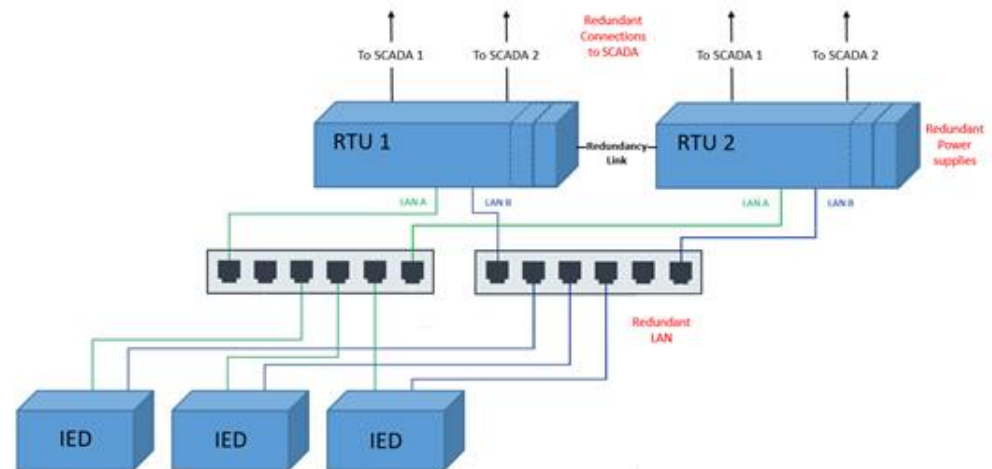 Redundant
Connections
to SCADA
To SCADA 1
To SCADA 2
To SCADA 1
To SCADA 2
RTU 1
Redundancy
Link
RTU 2
Redundant
Power
supplies
LAN A
LAN B
LAN A
LAN B
Redundant
LAN
IED
IED
IED